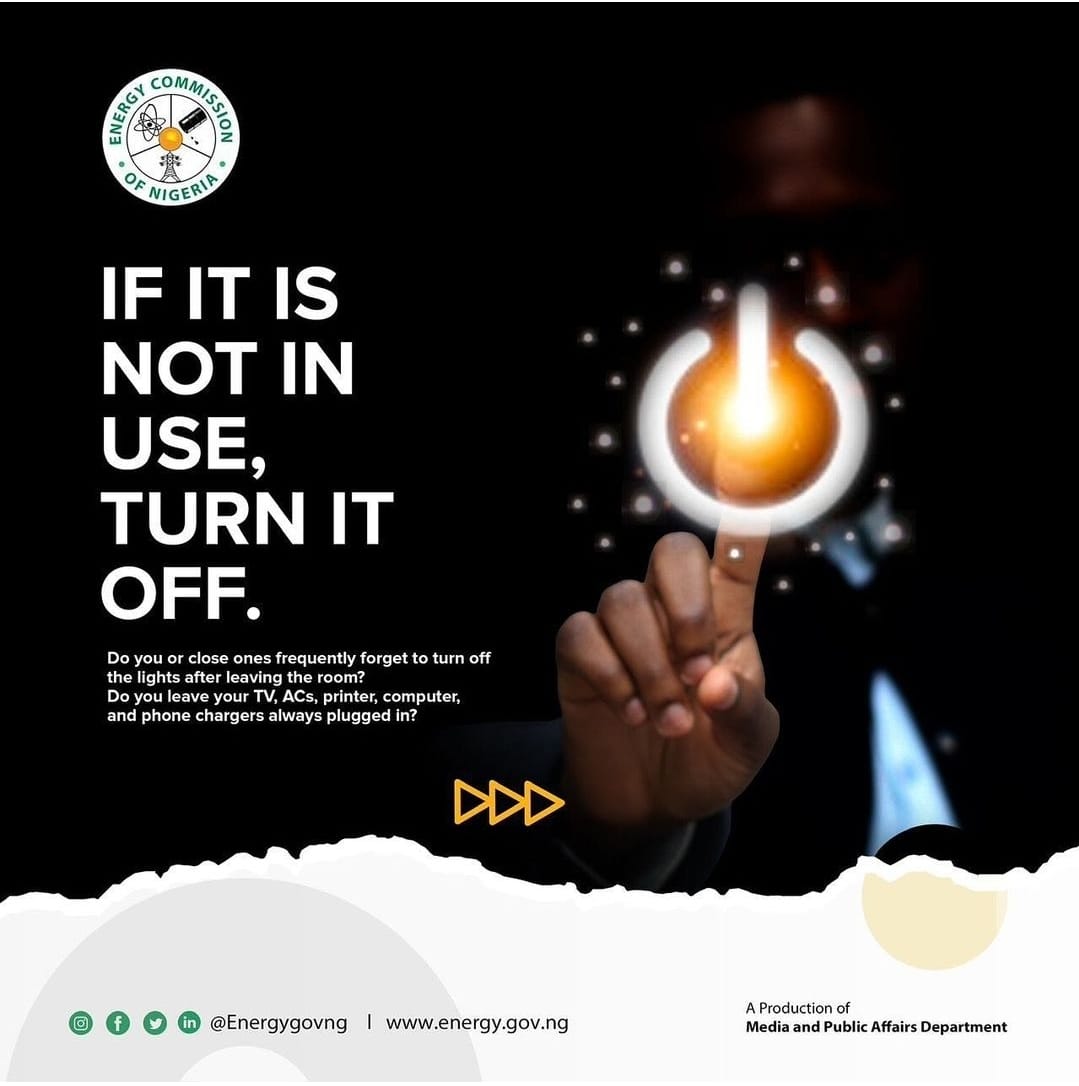 ENERGY COMMISSION
OF NIGERIA
IF IT IS
NOT IN
USE,
TURN IT
OFF.
Do you or close ones frequently forget to turn off
the lights after leaving the room?
Do you leave your TV, ACs, printer, computer,
and phone chargers always plugged in?
@Energygovng | www.energy.gov.ng
A Production of
Media and Public Affairs Department